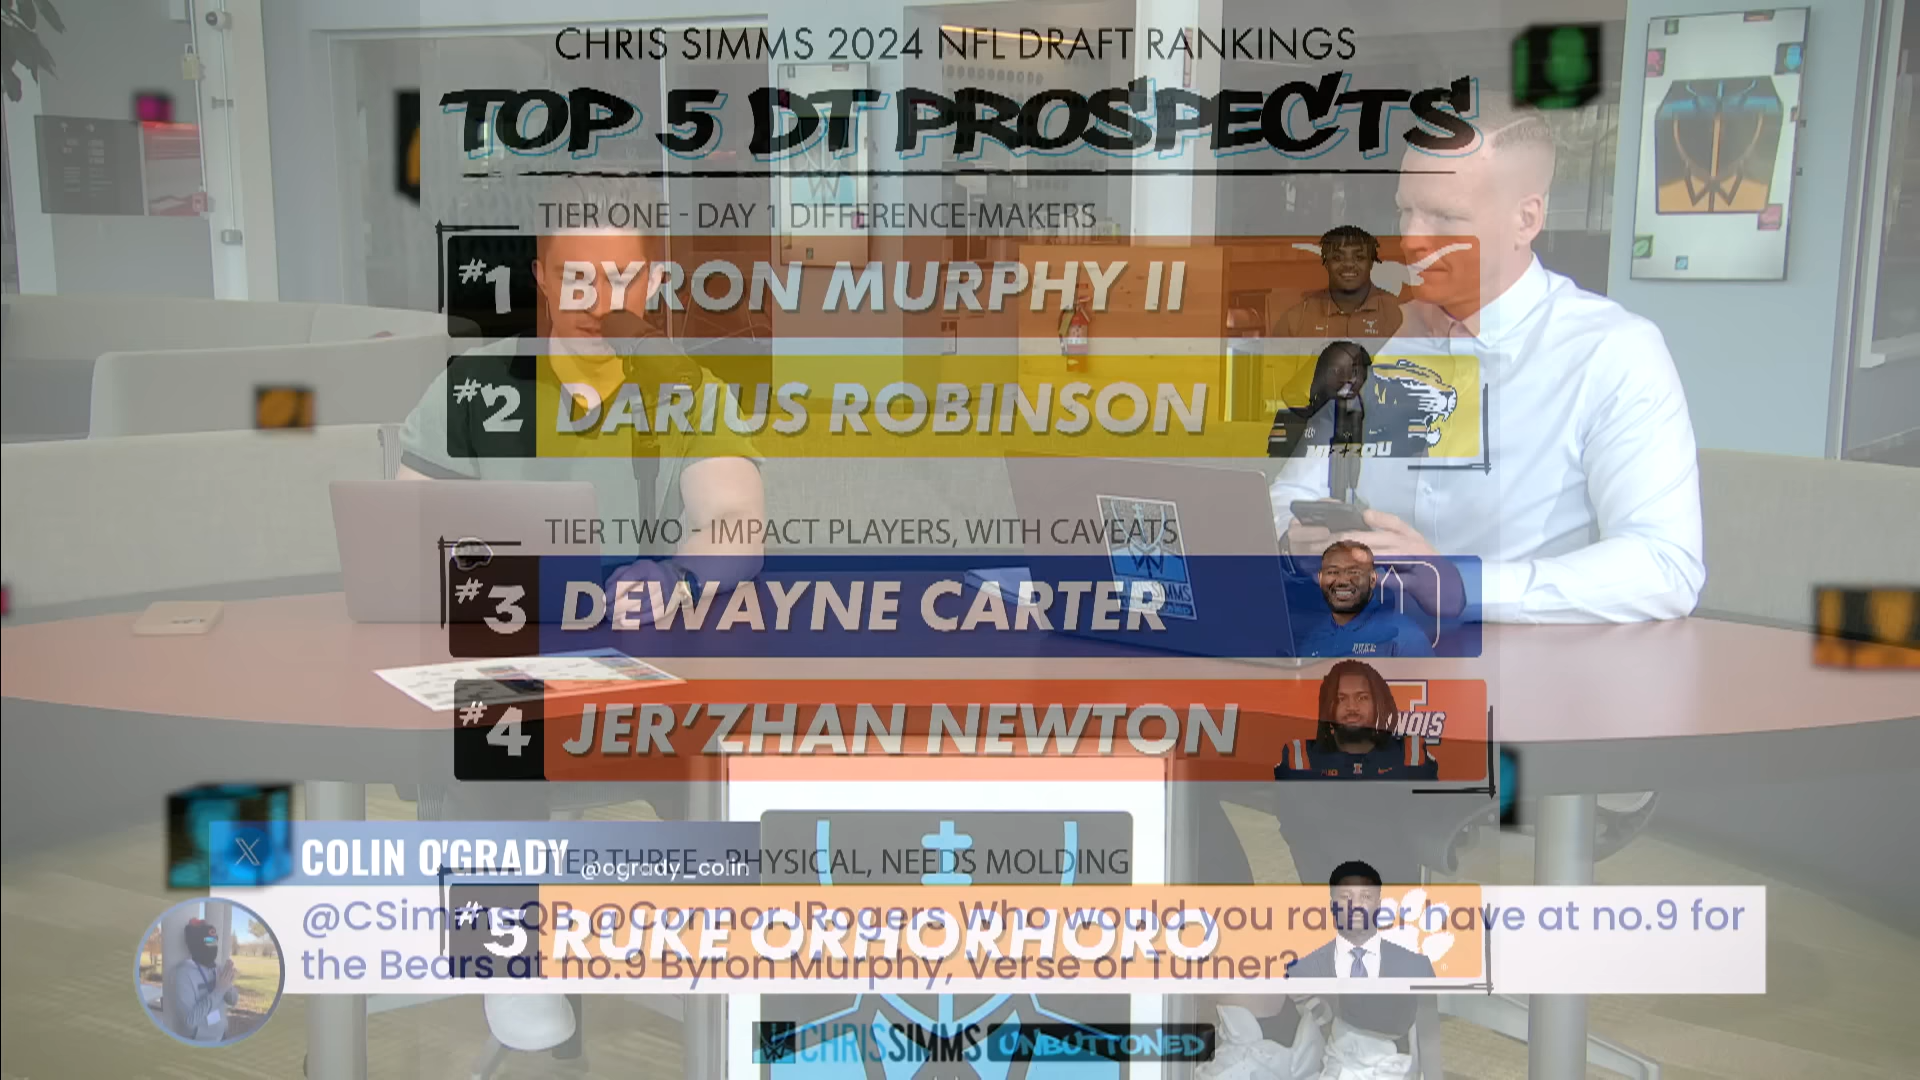 CHRIS SIMMS 2024 NFL DRAFT RANKINGS
TOP 5 DT PROSPECTS
TIER ONE - DAY 1 DIFFERENCE-MAKERS
#1 BYRON MURPHY II
#2 DARIUS ROBINSON
MIZZOU
TIER TWO - IMPACT PLAYERS, WITH CAVEATS
#3 DEWAYNE CARTER
DUKE
SIMMS
#4 JER'ZHAN NEWTON
COLIN O'GRADY @ogrady_colin
TIER THREE - PHYSICAL, NEEDS MOLDING
#5 RUKE ORHORHORO
@CSimmsQB @ConnorJRogers Who would you rather have at no.9 for
the Bears at no.9 Byron Murphy, Verse or Turner?
CHRIS SIMMS UNBUTTONED